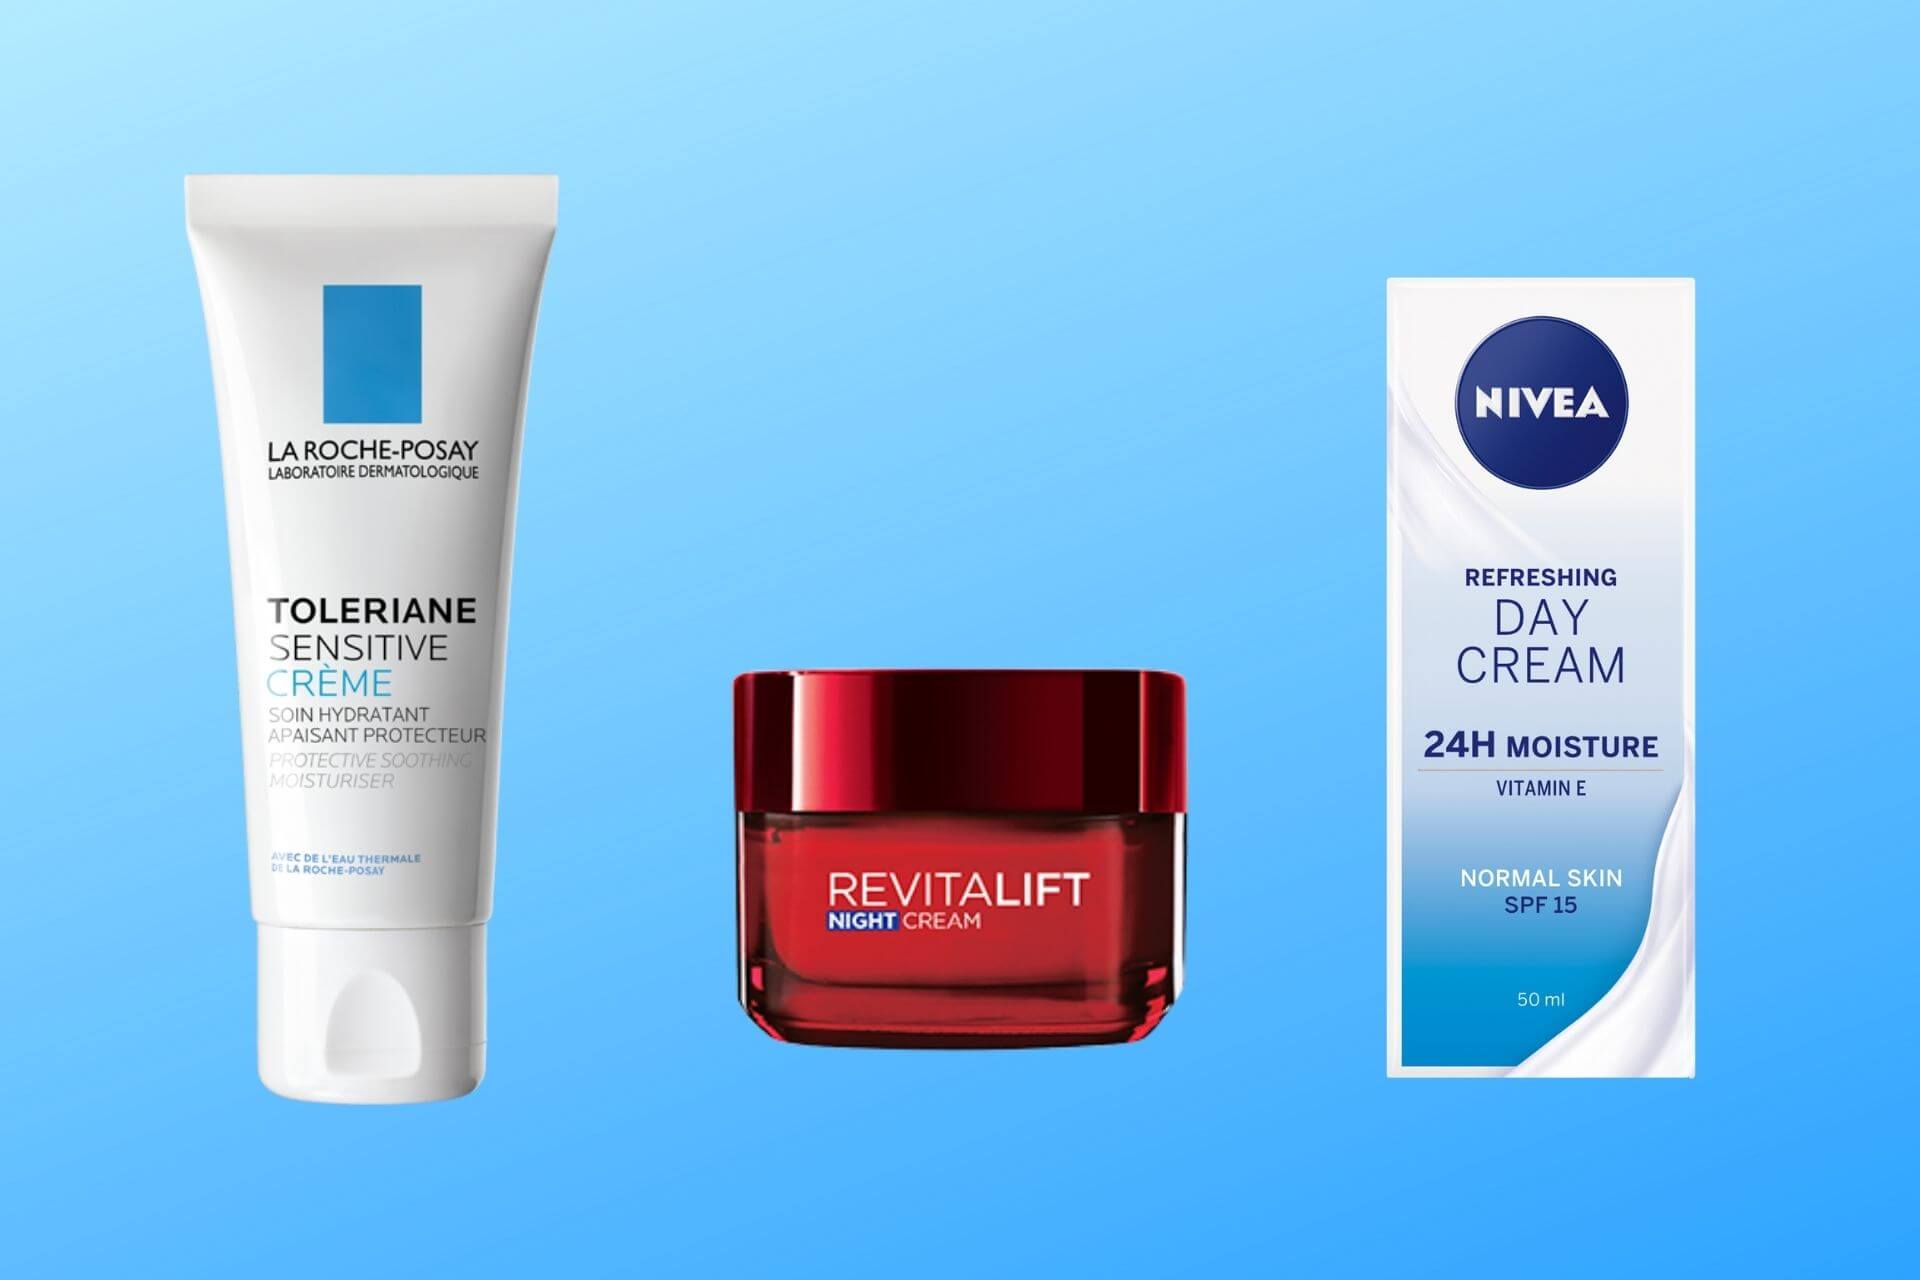 LA ROCHE-POSAY
LABORATOIRE DERMATOLOGIQUE
TOLERIANE
SENSITIVE
CRÈME
SOIN HYDRATANT
APAISANT PROTECTEUR
PROTECTIVE SOOTHING
MOISTURISER
AVEC DE L'EAU THERMALE
DE LA ROCHE-POSAY
REVITALIFT
NIGHT CREAM
NIVEA
REFRESHING
DAY
CREAM
24H MOISTURE
VITAMIN E
NORMAL SKIN
SPF 15
50 ml